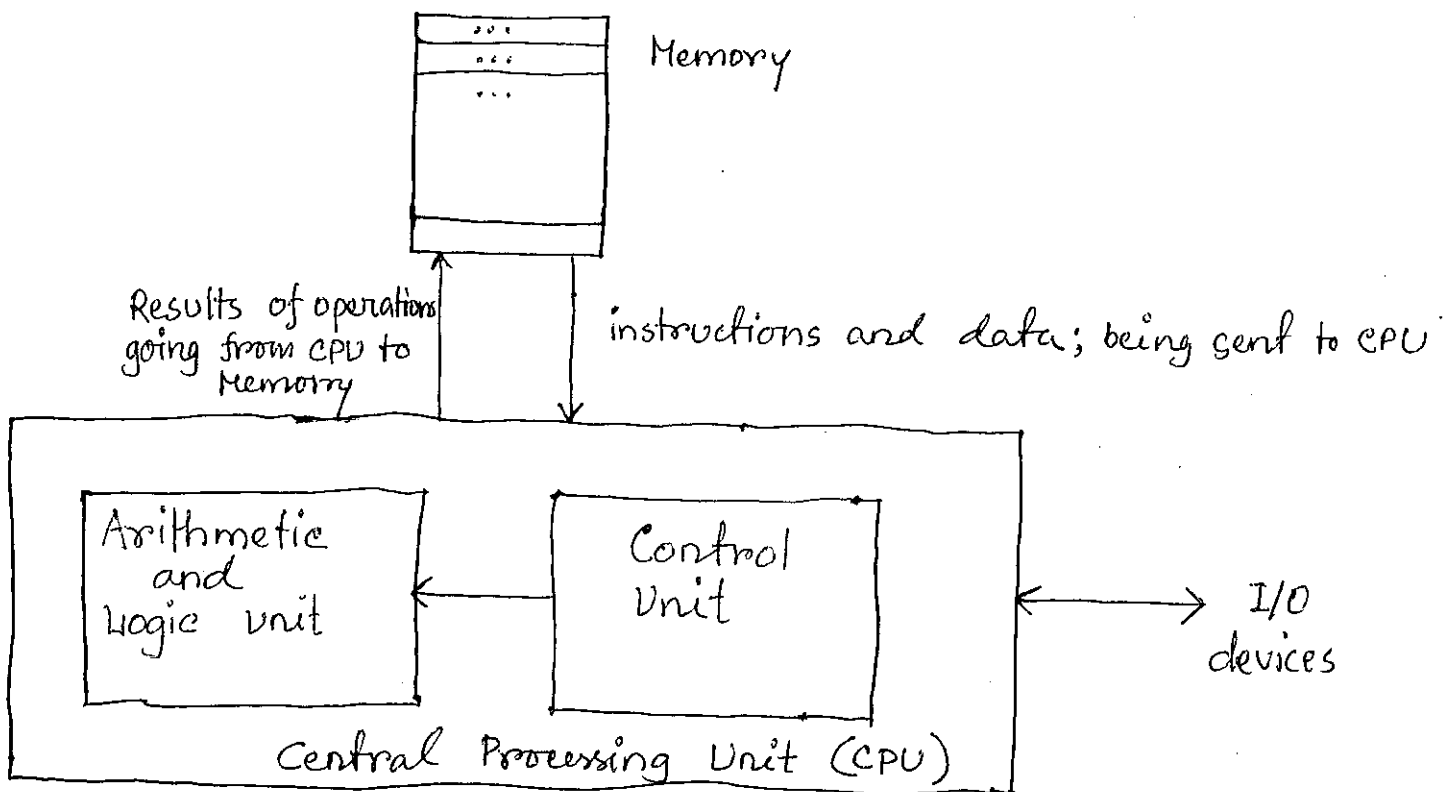 Memory
Results of operations
going from CPU to
Memory
instructions and data; being sent to CPU
Arithmetic
and
Logic unit
Control
Unit
I/O
devices
Central Processing Unit (CPU)